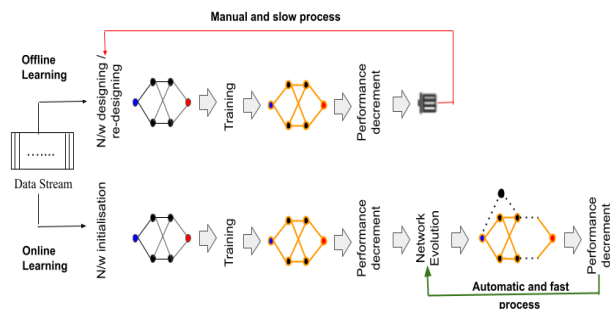 Manual and slow process
Offline
Learning
N/w designing /
re-designing
Training
Performance
decrement
.......
Data Stream
Online
Learning
N/w initialisation
Training
Performance
decrement
Network
Evolution
Performance
decrement
Automatic and fast
process